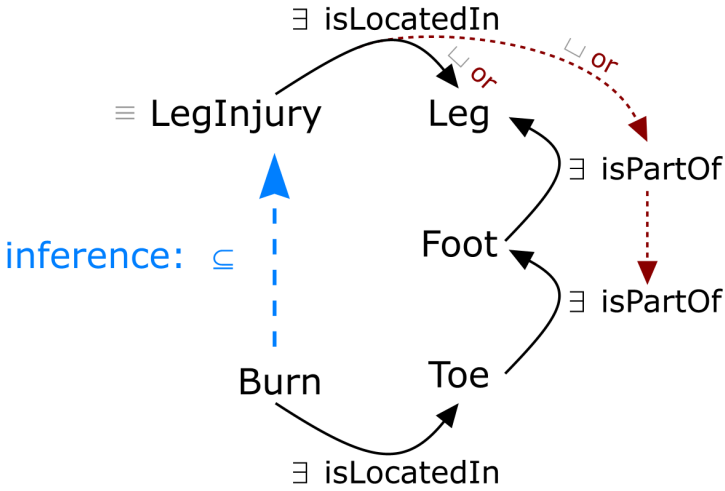 ∃ isLocatedIn
⊔ or
⊔ or
≡ LegInjury
Leg
∃ isPartOf
Foot
inference: ⊆
∃ isPartOf
Burn
Toe
∃ isLocatedIn